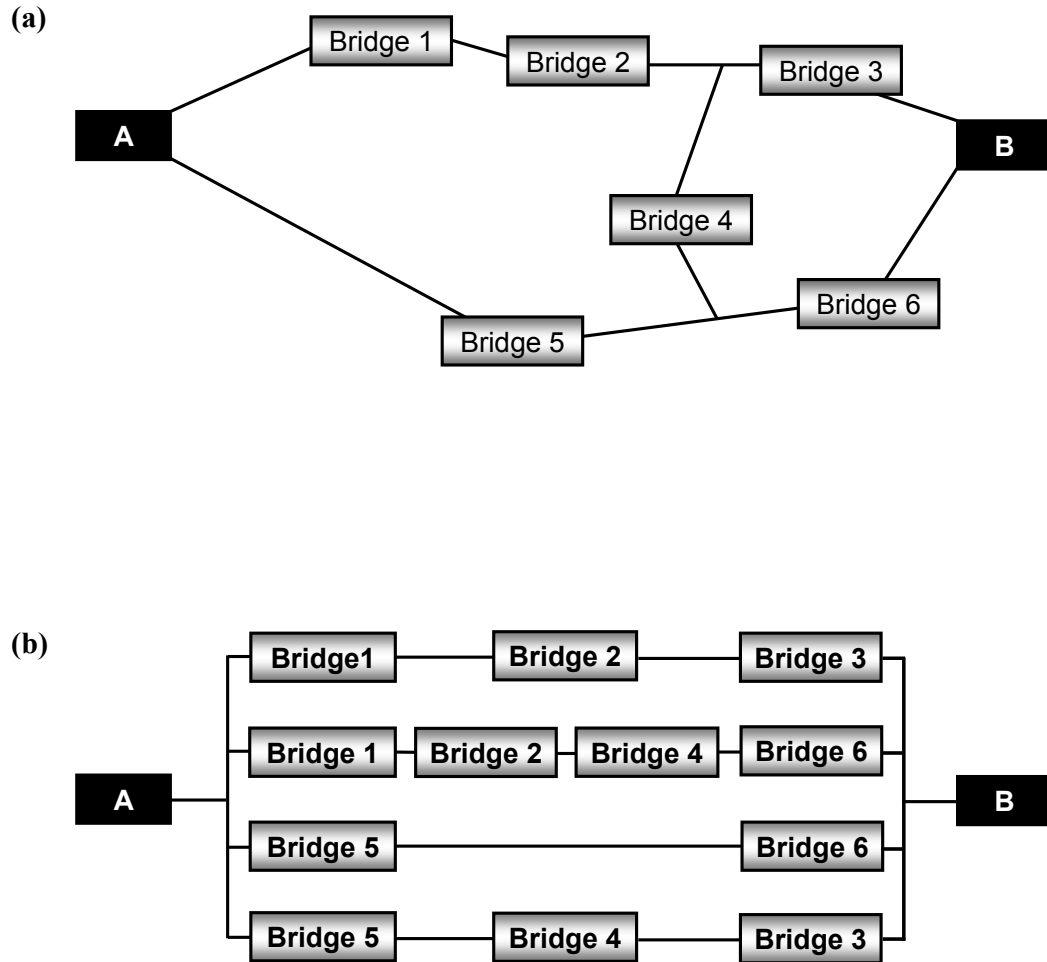 (a)
Bridge 1
Bridge 2
Bridge 3
A
B
Bridge 4
Bridge 6
Bridge 5
(b)
Bridge1 Bridge 2 Bridge 3
Bridge 1 Bridge 2 Bridge 4 Bridge 6
A
B
Bridge 5 Bridge 6
Bridge 5 Bridge 4 Bridge 3